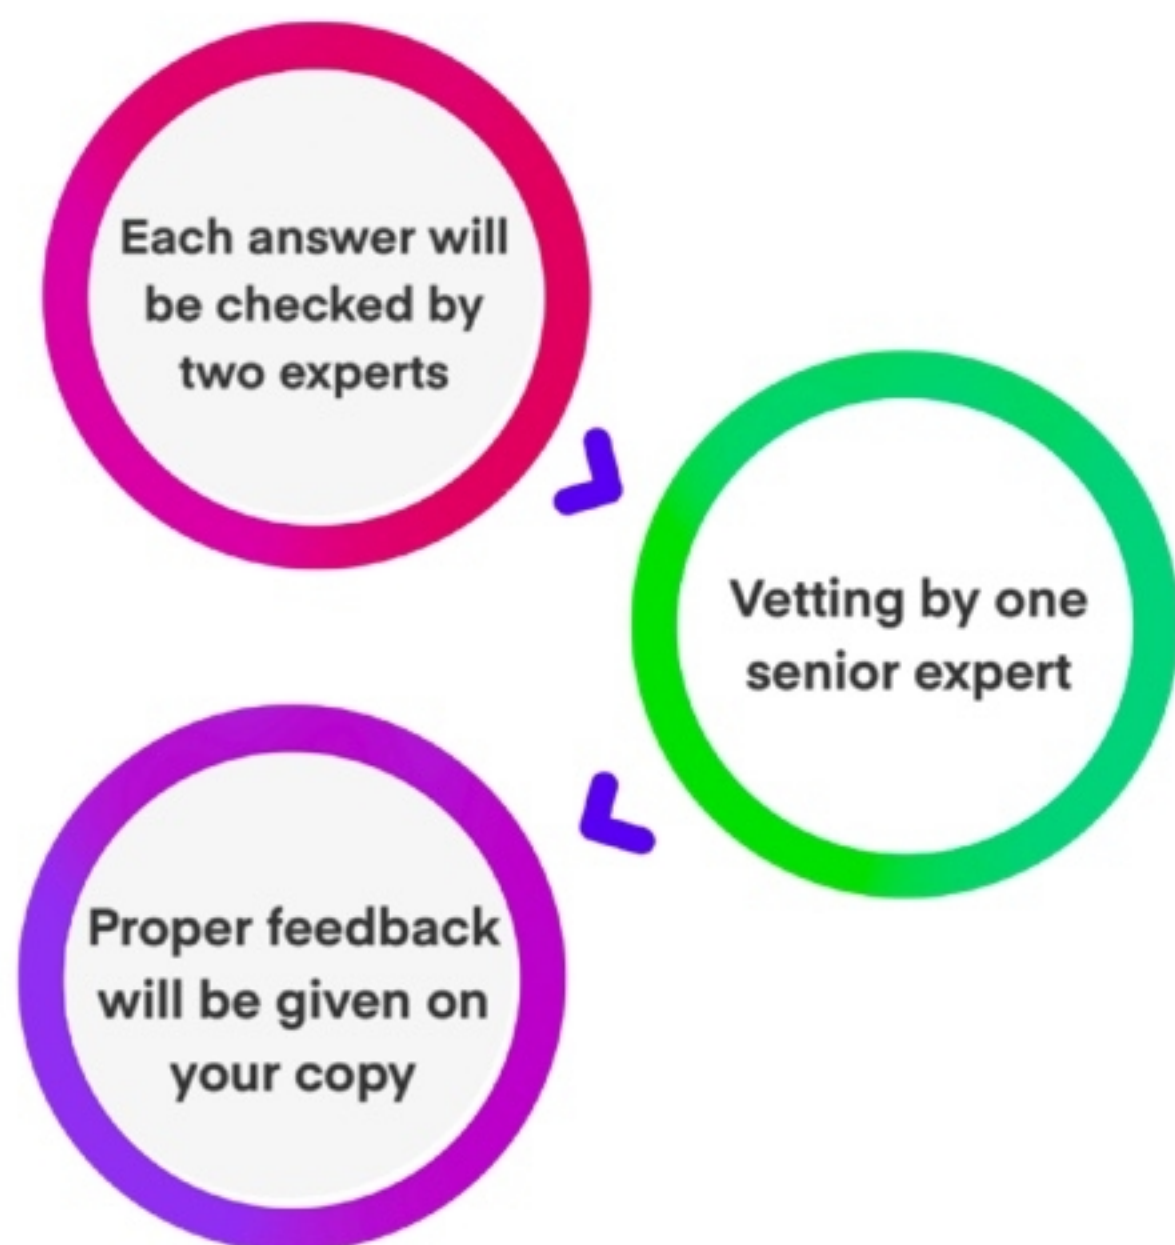 Each answer will
be checked by
two experts
Vetting by one
senior expert
Proper feedback
will be given on
your copy